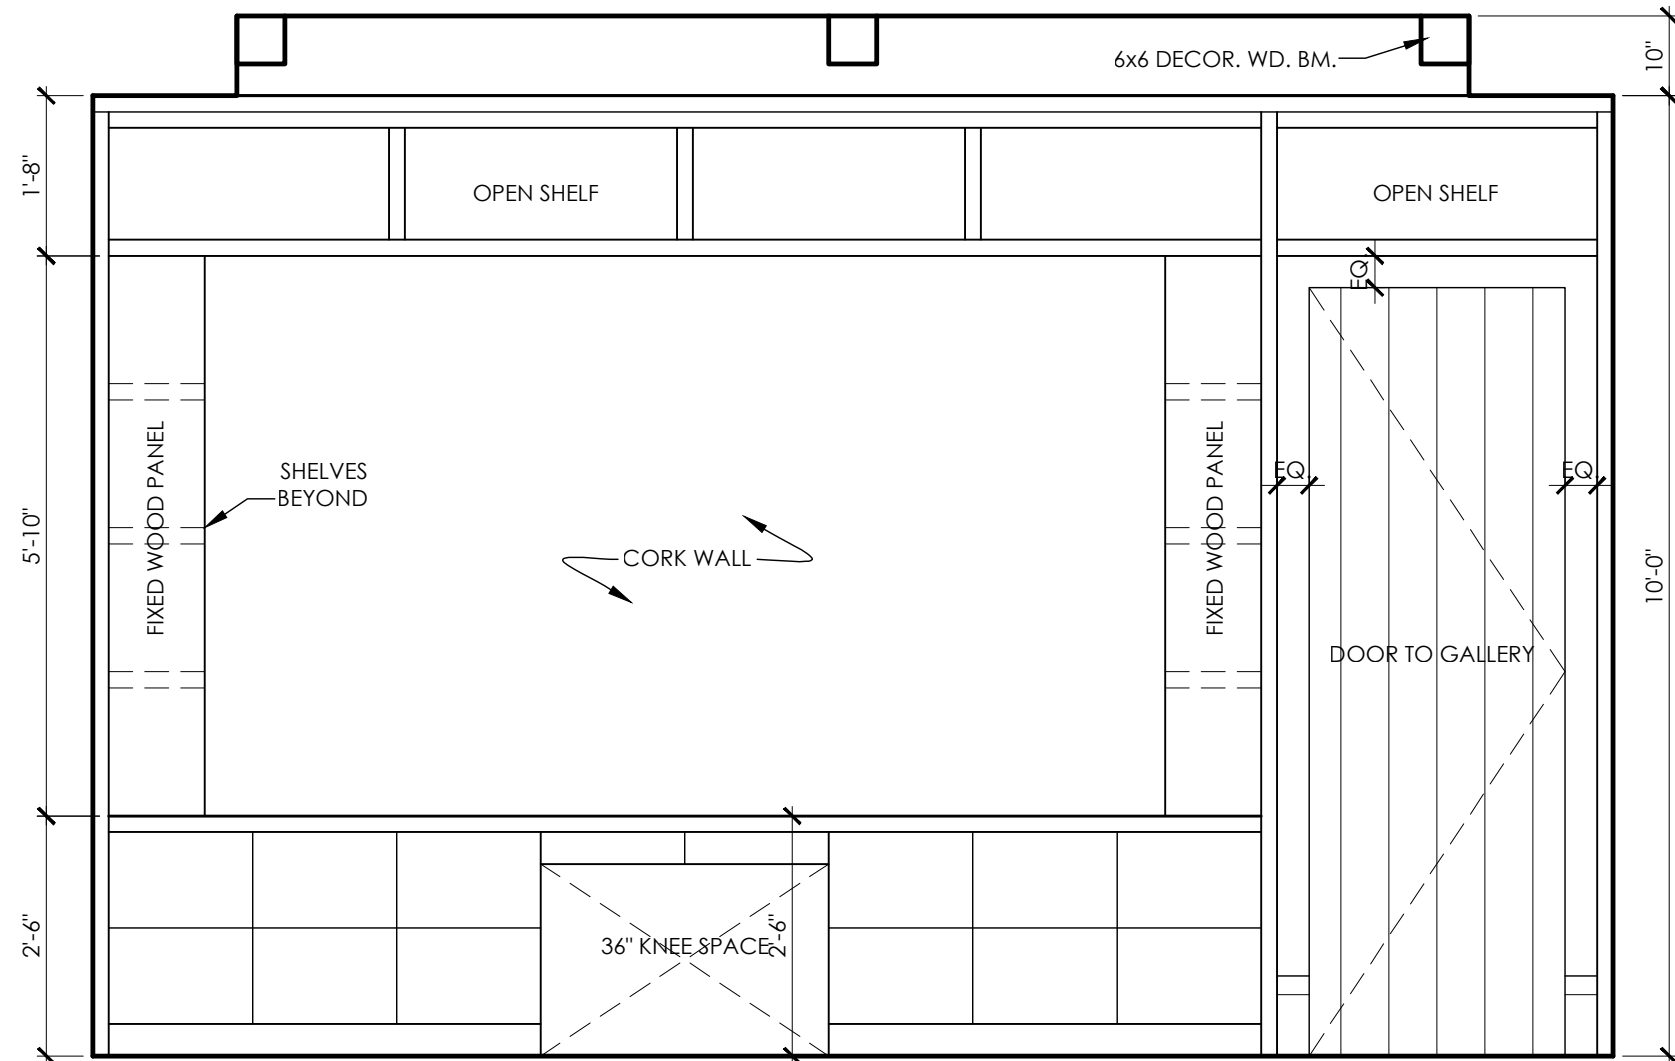 6x6 DECOR. WD. BM.
10"
1'-8"
OPEN SHELF
OPEN SHELF
EQ.
FIXED WOOD PANEL
SHELVES
BEYOND
CORK WALL
FIXED WOOD PANEL
EQ.
EQ.
5'-10"
10'-0"
DOOR TO GALLERY
2'-6"
36" KNEE SPACE
2'-6"